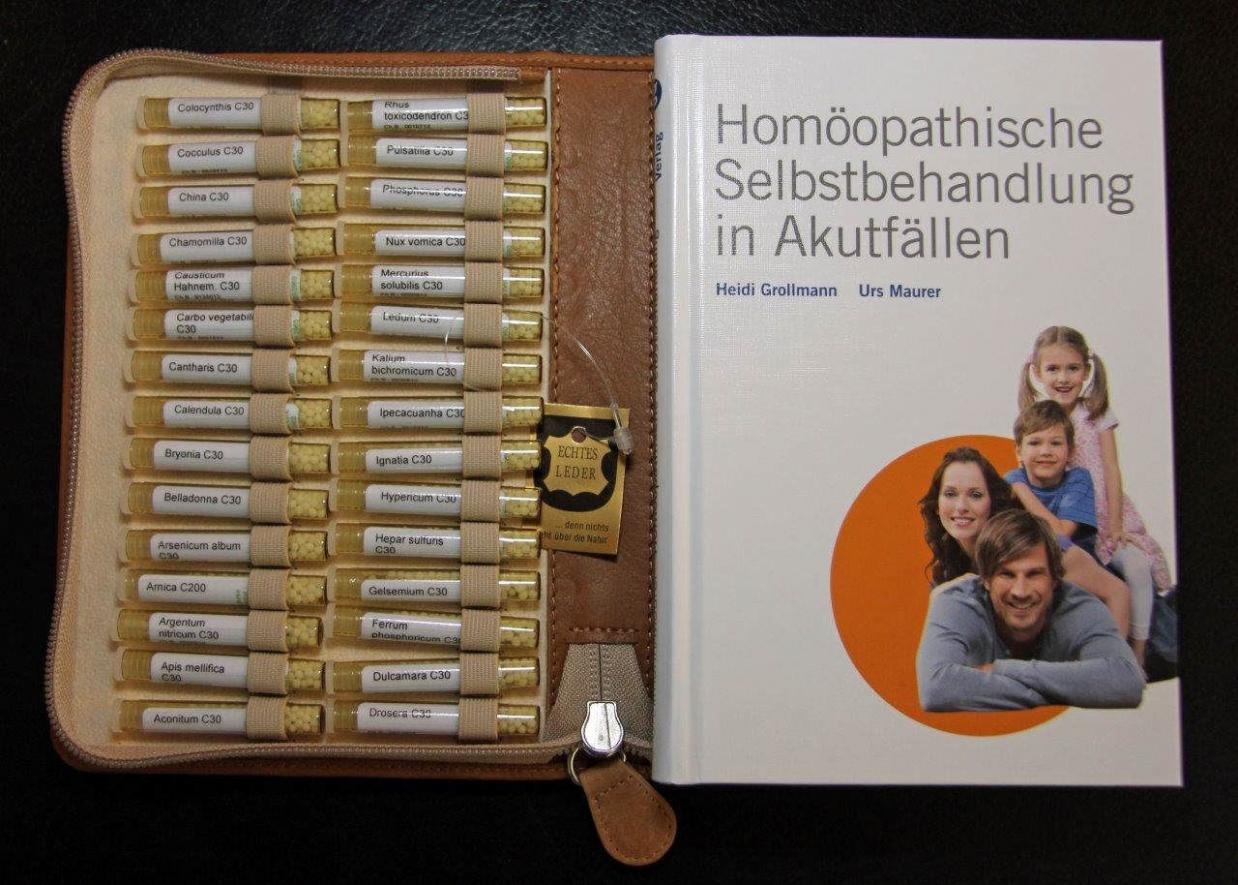 Colocynthis C30
Cocculus C30
China C30
Chamomilla C30
Causticum
Hahnem. C30
Carbo vegetabili
C30
Cantharis C30
Calendula C30
Bryonia C30
Belladonna C30
Arsenicum album
C30
Arnica C200
Argentum
nitricum C30
Apis mellifica
C30
Aconitum C30
Rhus
toxicodendron C3
Pulsatilla C30
Phosphorus C30
Nux vomica C30
Mercurius
solubilis C30
Ledum C30
Kalium
bichromicum C30
Ipecacuanha C30
Ignatia C30
Hypericum C30
Hepar sulfuris
C30
Gelsemium C30
Ferrum
phosphoricum C30
Dulcamara C30
Drosera C30
ECHTES
LEDER
... denn nichts
ht über die Natur
Verlag
Homöopathische
Selbstbehandlung
in Akutfällen
Heidi Grollmann Urs Maurer